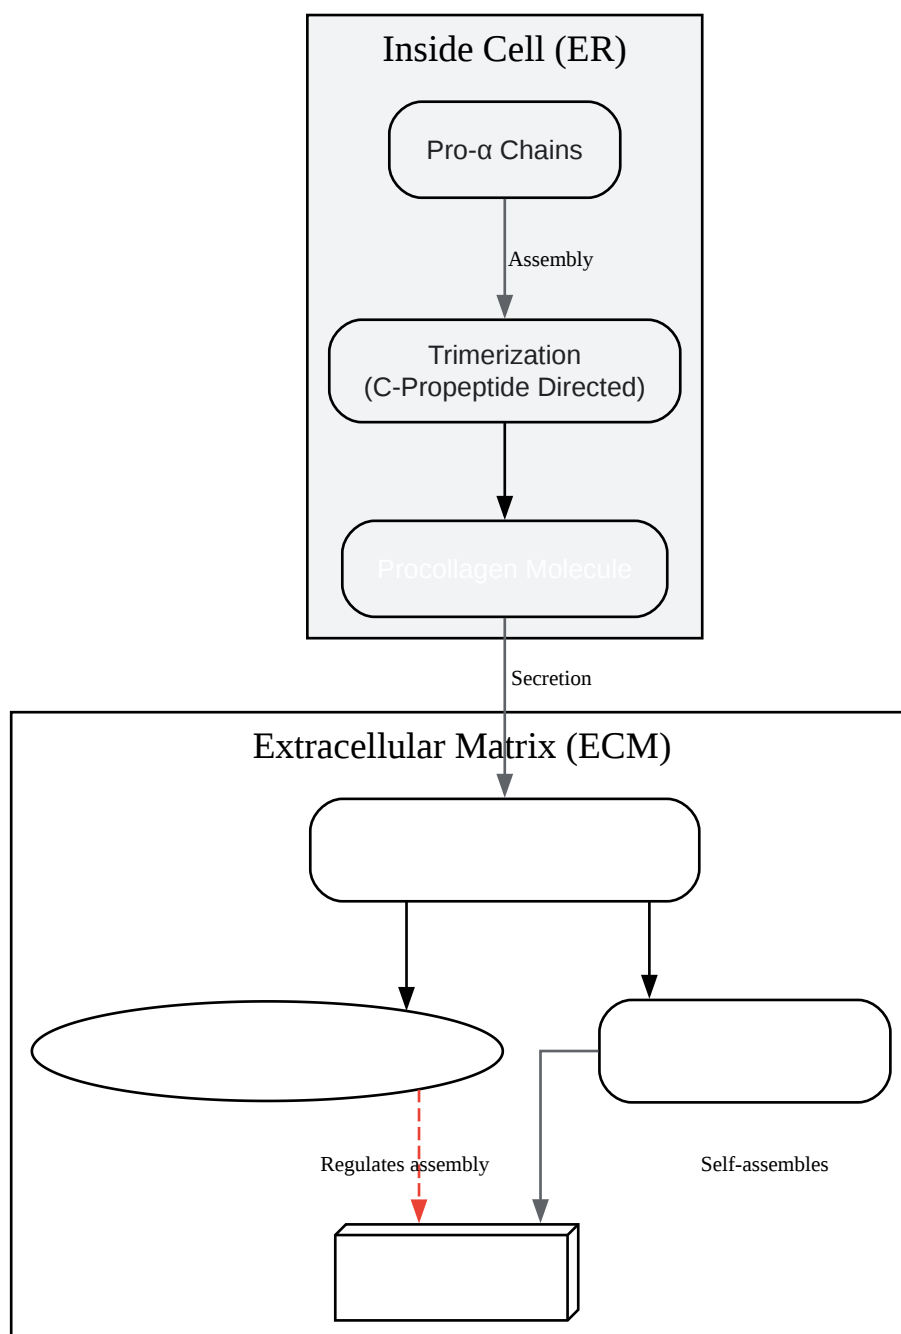 Inside Cell (ER)
Pro-α Chains
Assembly
Trimerization
(C-Propeptide Directed)
Procollagen Molecule
Secretion
Extracellular Matrix (ECM)
Regulates assembly
Self-assembles